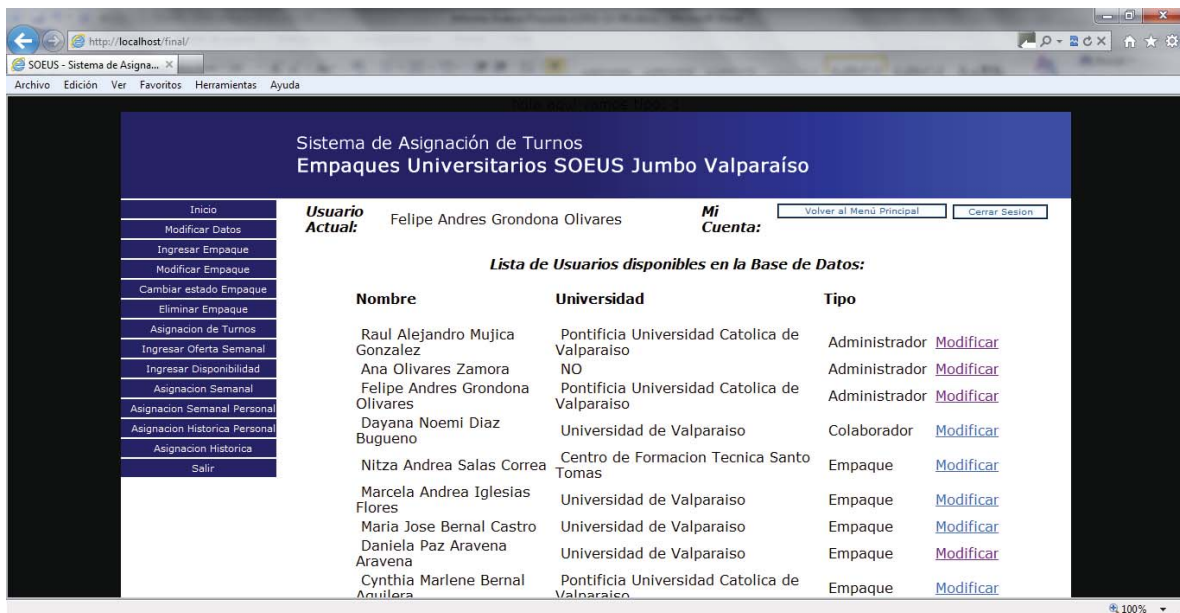 http://localhost/final/
SOEUS - Sistema de Asigna...
Archivo Edición Ver Favoritos Herramientas Ayuda
Sistema de Asignación de Turnos
Empaques Universitarios SOEUS Jumbo Valparaíso
Inicio
Modificar Datos
Ingresar Empaque
Modificar Empaque
Cambiar estado Empaque
Eliminar Empaque
Asignacion de Turnos
Ingresar Oferta Semanal
Ingresar Disponibilidad
Asignacion Semanal
Asignacion Semanal Personal
Asignacion Historica Personal
Asignacion Historica
Salir
Usuario
Actual:
Felipe Andres Grondona Olivares
Mi
Cuenta:
Volver al Menú Principal
Cerrar Sesion
Lista de Usuarios disponibles en la Base de Datos:
Nombre Universidad Tipo
Raul Alejandro Mujica
Gonzalez
Pontificia Universidad Catolica de
Valparaiso
Administrador Modificar
Ana Olivares Zamora NO Administrador Modificar
Felipe Andres Grondona
Olivares
Pontificia Universidad Catolica de
Valparaiso
Administrador Modificar
Dayana Noemi Diaz
Bugueno
Universidad de Valparaiso Colaborador Modificar
Nitza Andrea Salas Correa
Centro de Formacion Tecnica Santo
Tomas
Empaque Modificar
Marcela Andrea Iglesias
Flores
Universidad de Valparaiso Empaque Modificar
Maria Jose Bernal Castro Universidad de Valparaiso Empaque Modificar
Daniela Paz Aravena
Aravena
Universidad de Valparaiso Empaque Modificar
Cynthia Marlene Bernal
Aguilera
Pontificia Universidad Catolica de
Valparaiso
Empaque Modificar
100%